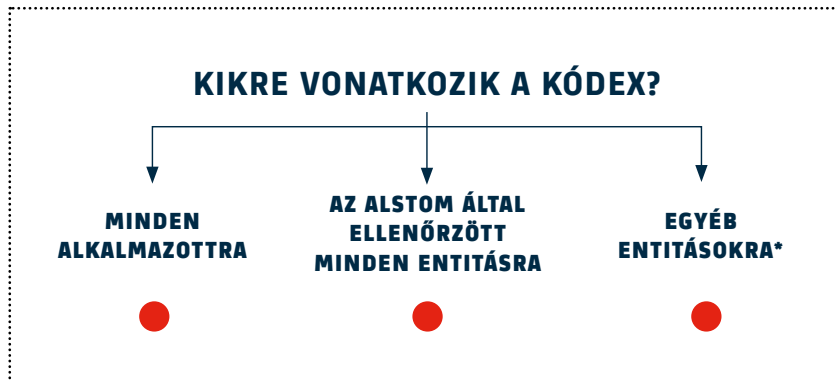 KIKRE VONATKOZIK A KÓDEX?
MINDEN
ALKALMAZOTTRA
AZ ALSTOM ÁLTAL
ELLENŐRZÖTT
MINDEN ENTITÁSRA
EGYÉB
ENTITÁSOKRA*